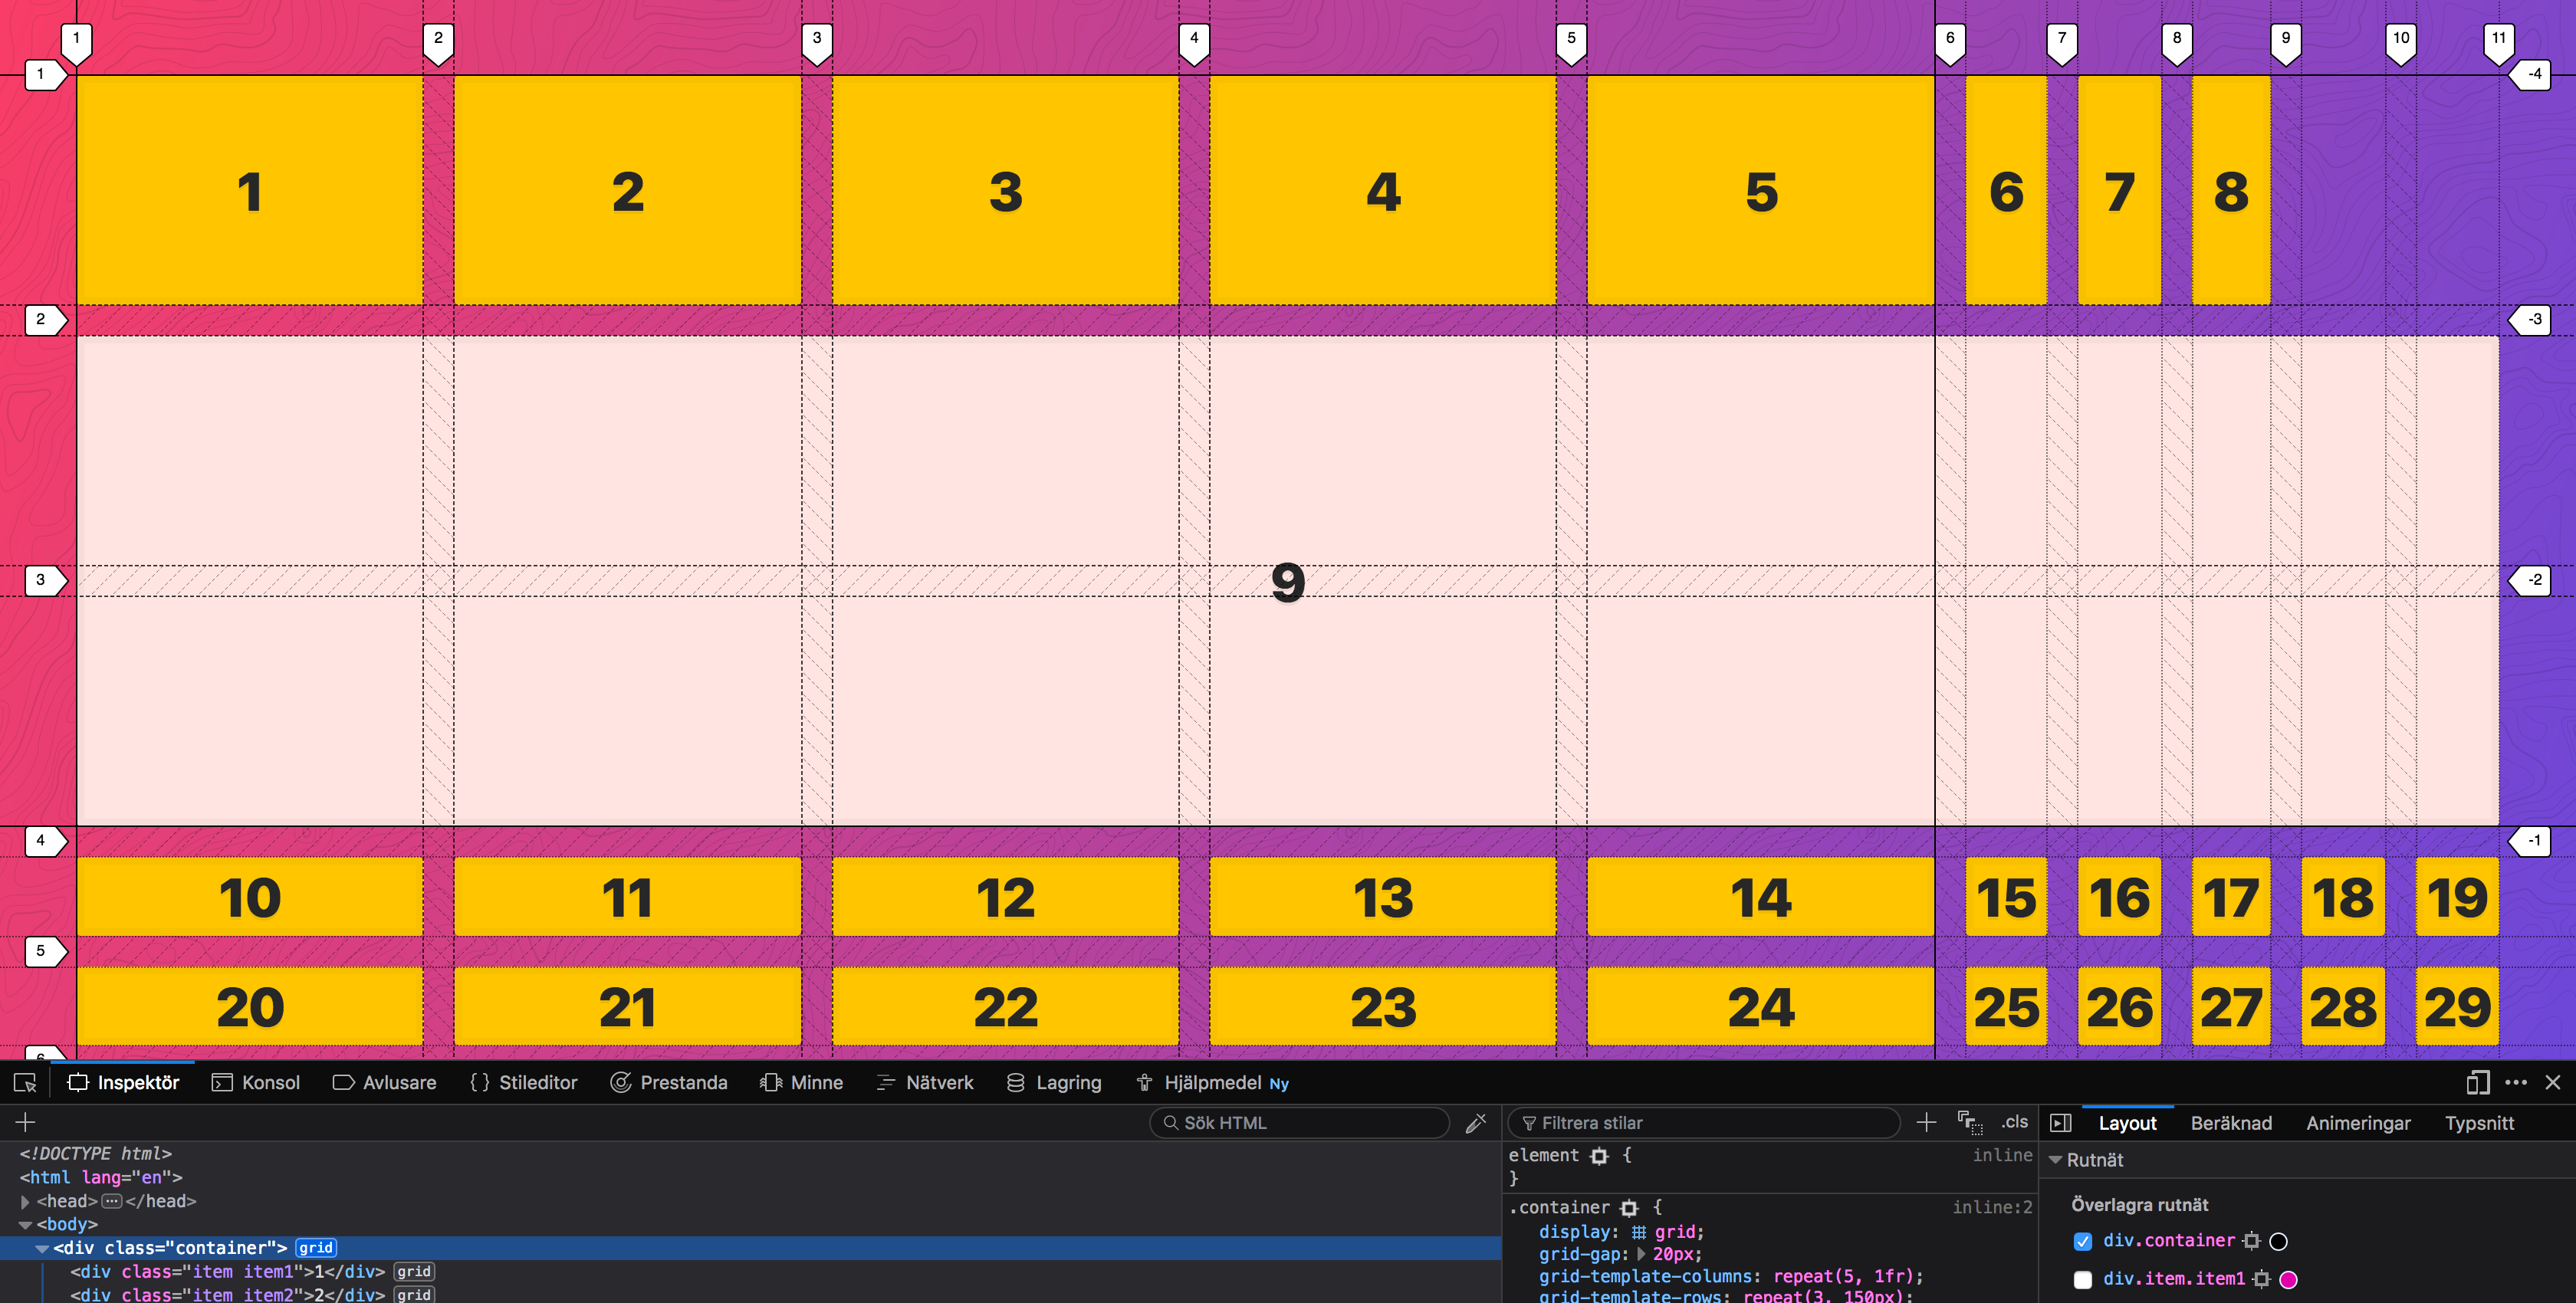 1 2 3 4 5 6 7 8 9 10 11
1 -4
1 2 3 4 5 6 7 8
2 -3
3 9 -2
4 -1
10 11 12 13 14 15 16 17 18 19
5
20 21 22 23 24 25 26 27 28 29
6
Inspektör Konsol Avlusare Stileditor Prestanda Minne Nätverk Lagring Hjälpmedel Ny
Sök HTML
<!DOCTYPE html>
<html lang="en">
<head>…</head>
<body>
<div class="container"> grid
<div class="item item1">1</div> grid
<div class="item item2">2</div> grid
Filtrera stilar + .cls
element { inline
}
.container { inline:2
display: grid;
grid-gap: 20px;
grid-template-columns: repeat(5, 1fr);
grid-template-rows: repeat(3, 150px);
Layout Beräknad Animeringar Typsnitt
Rutnät
Överlagra rutnät
div.container
div.item.item1